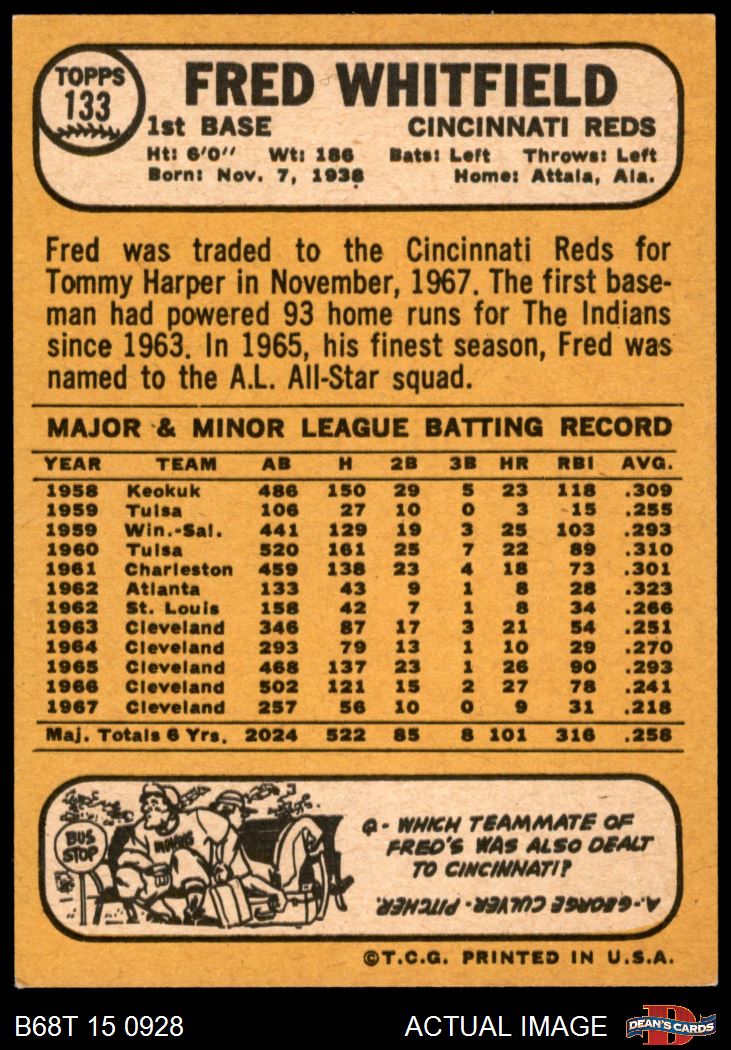 TOPPS
133
FRED WHITFIELD
1st BASE CINCINNATI REDS
Ht: 6'0" Wt: 186 Bats: Left Throws: Left
Born: Nov. 7, 1938 Home: Attala, Ala.
Fred was traded to the Cincinnati Reds for
Tommy Harper in November, 1967. The first base-
man had powered 93 home runs for The Indians
since 1963. In 1965, his finest season, Fred was
named to the A.L. All-Star squad.
MAJOR & MINOR LEAGUE BATTING RECORD
YEAR TEAM AB H 2B 3B HR RBI AVG.
1958 Keokuk 486 150 29 5 23 118 .309
1959 Tulsa 106 27 10 0 3 15 .255
1959 Win.-Sal. 441 129 19 3 25 103 .293
1960 Tulsa 520 161 25 7 22 89 .310
1961 Charleston 459 138 23 4 18 73 .301
1962 Atlanta 133 43 9 1 8 28 .323
1962 St. Louis 158 42 7 1 8 34 .266
1963 Cleveland 346 87 17 3 21 54 .251
1964 Cleveland 293 79 13 1 10 29 .270
1965 Cleveland 468 137 23 1 26 90 .293
1966 Cleveland 502 121 15 2 27 78 .241
1967 Cleveland 257 56 10 0 9 31 .218
Maj. Totals 6 Yrs. 2024 522 85 8 101 316 .258
BUS
STOP
INDIANS
Q- WHICH TEAMMATE OF
FRED'S WAS ALSO DEALT
TO CINCINNATI?
A- GEORGE CULVER - PITCHER.
©T.C.G. PRINTED IN U.S.A.
B68T 15 0928 ACTUAL IMAGE
D
DEAN'S CARDS